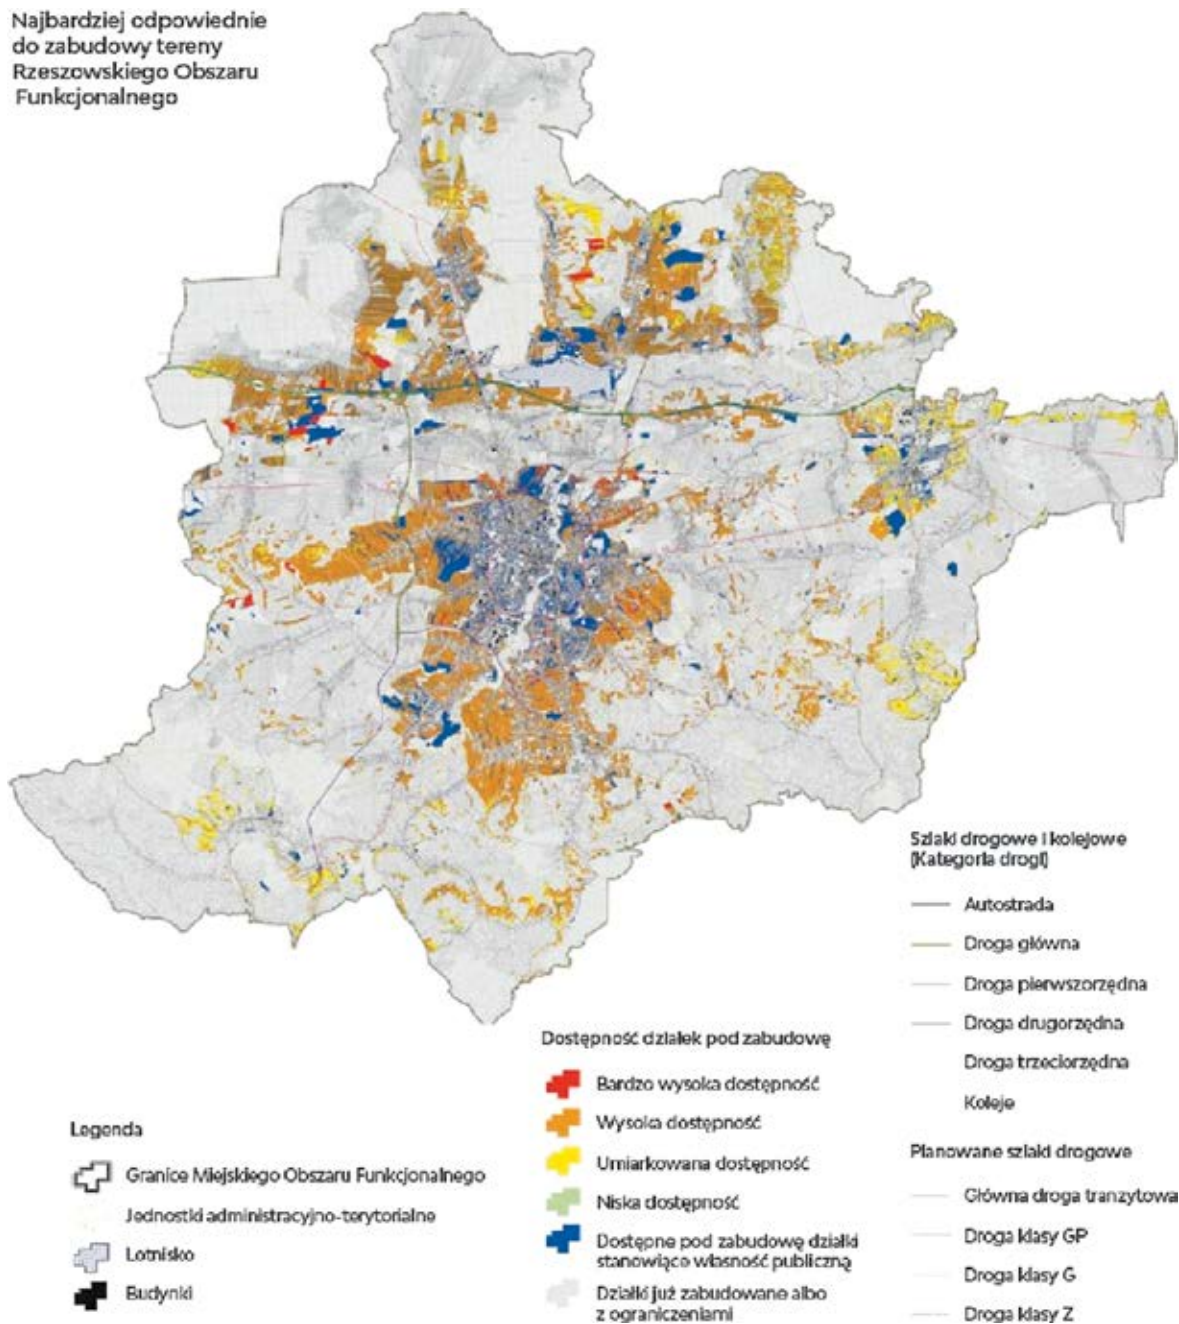 Najbardziej odpowiednie
do zabudowy tereny
Rzeszowskiego Obszaru
Funkcjonalnego
Szlaki drogowe i kolejowe
(Kategoria drogi)
Autostrada
Droga główna
Droga pierwszorzędna
Droga drugorzędna
Droga trzeciorzędna
Koleje
Planowane szlaki drogowe
Główna droga tranzytowa
Droga klasy GP
Droga klasy G
Droga klasy Z
Dostępność działek pod zabudowę
Bardzo wysoka dostępność
Wysoka dostępność
Umiarkowana dostępność
Niska dostępność
Dostępne pod zabudowę działki
stanowiące własność publiczną
Działki już zabudowane albo
z ograniczeniami
Legenda
Granice Miejskiego Obszaru Funkcjonalnego
Jednostki administracyjno-terytorialne
Lotnisko
Budynki